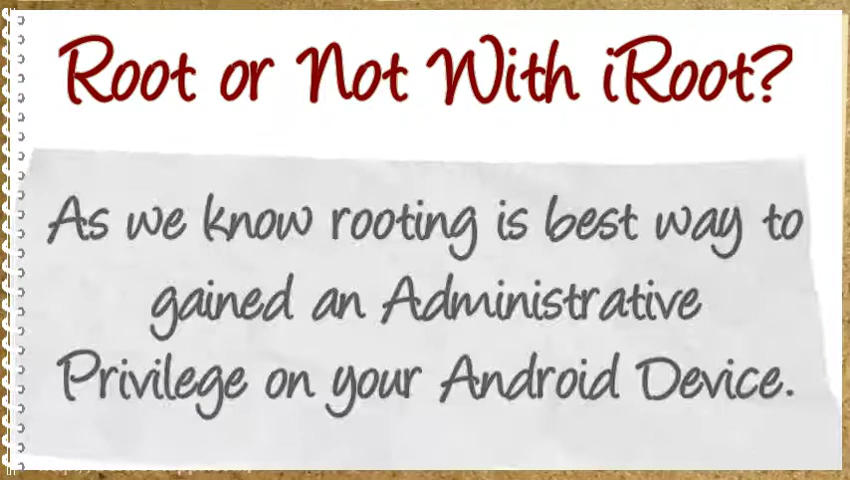 Root or Not With iRoot?
As we know rooting is best way to
gained an Administrative
Privilege on your Android Device.